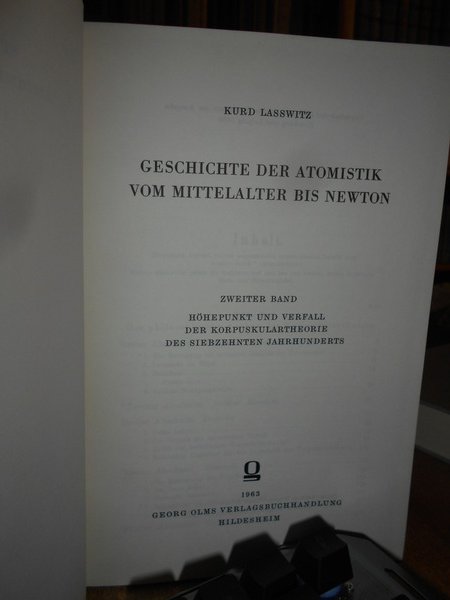 KURD LASSWITZ
GESCHICHTE DER ATOMISTIK
VOM MITTELALTER BIS NEWTON
Inhalt
ZWEITER BAND
HÖHEPUNKT UND VERFALL
DER KORPUSKULARTHEORIE
DES SIEBZEHNTEN JAHRHUNDERTS
1963
GEORG OLMS VERLAGSBUCHHANDLUNG
HILDESHEIM